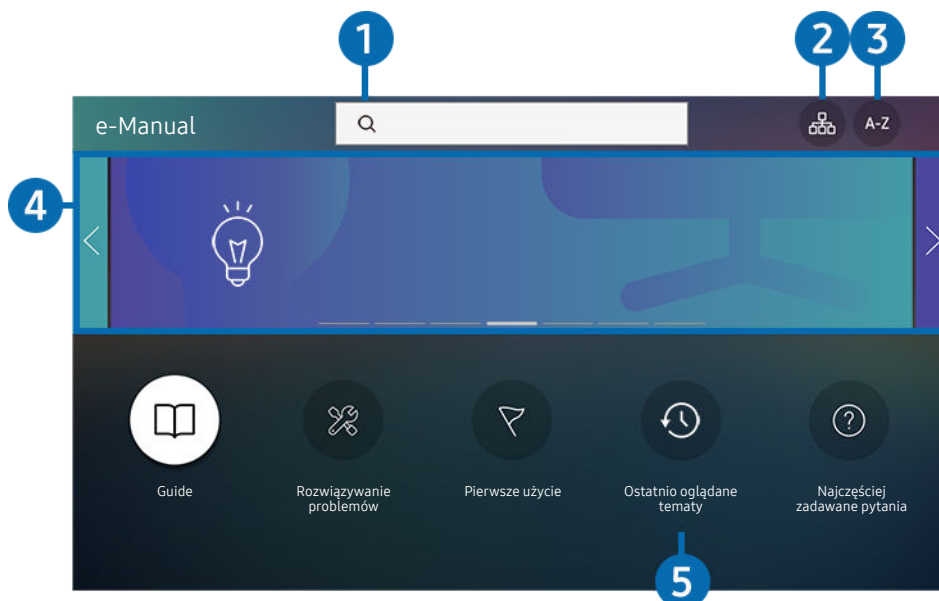 1
2
3
e-Manual
A-Z
4
Guide
Rozwiązywanie
problemów
Pierwsze użycie
Ostatnio oglądane
tematy
Najczęściej
zadawane pytania
5